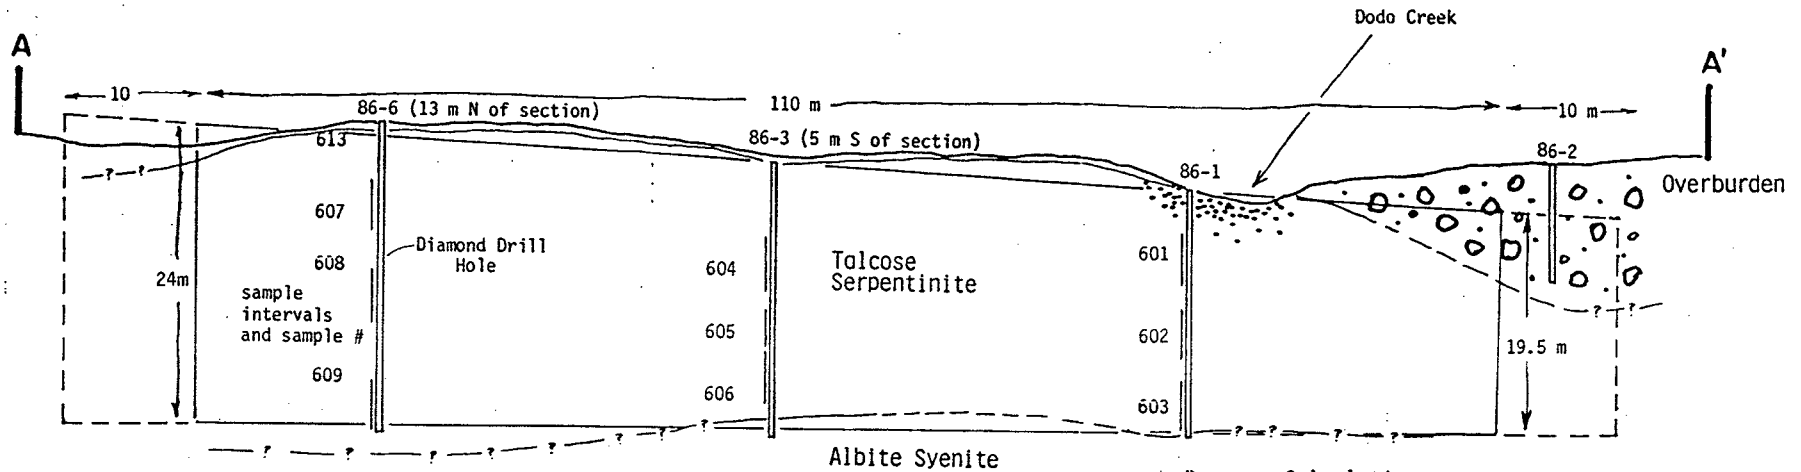 Dodo Creek
A
A'
10
110 m
10 m
86-6 (13 m N of section)
86-3 (5 m S of section)
86-1
86-2
613
Overburden
? ?
607
Diamond Drill
Hole
608
604
Talcose
Serpentinite
601
24m
sample
intervals
and sample #
605
602
? ?
19.5 m
609
606
603
? ? ? ? ? ? ?
? ? ? ?
Albite Syenite